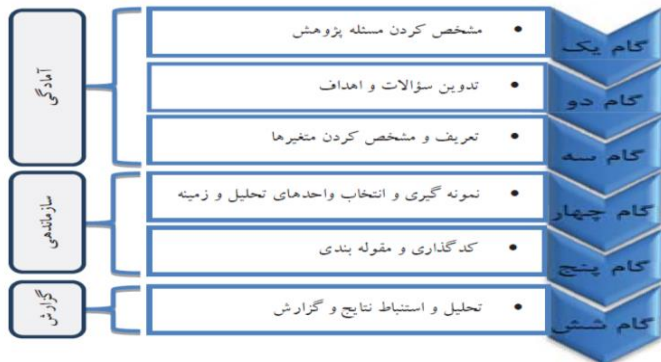 گام یک
مشخص کردن مسئله پژوهش
گام دو
تدوین سؤالات و اهداف
گام سه
تعریف و مشخص کردن متغیرها
آمادگی
گام چهار
نمونه گیری و انتخاب واحدهای تحلیل و زمینه
گام پنج
کدگذاری و مقوله بندی
سازماندهی
گام شش
تحلیل و استنباط نتایج و گزارش
گزارش